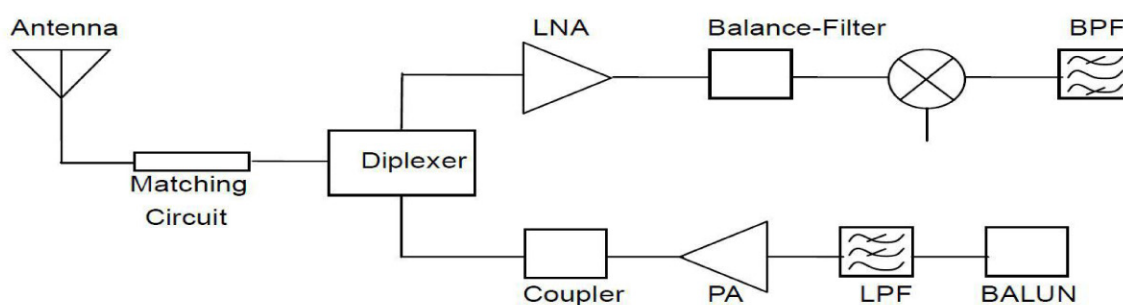 Antenna
LNA
Balance-Filter
BPF
Diplexer
Matching
Circuit
Coupler
PA
LPF
BALUN